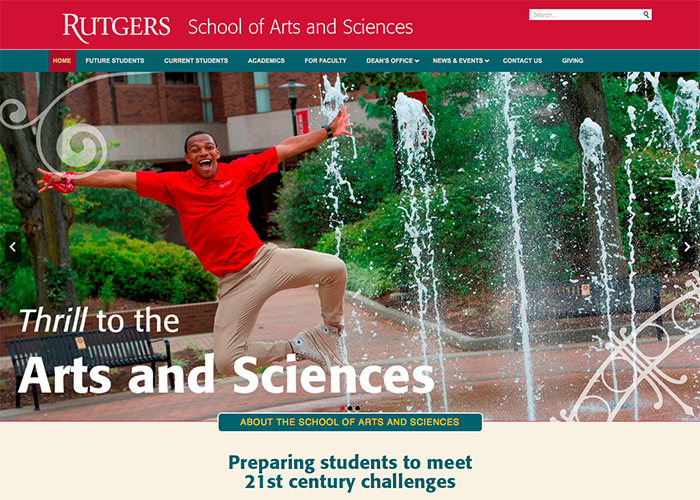 RUTGERS School of Arts and Sciences
Search...
HOME FUTURE STUDENTS CURRENT STUDENTS ACADEMICS FOR FACULTY DEAN'S OFFICE NEWS & EVENTS CONTACT US GIVING
Thrill to the
Arts and Sciences
ABOUT THE SCHOOL OF ARTS AND SCIENCES
Preparing students to meet
21st century challenges